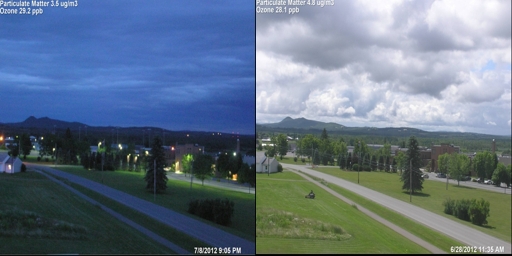 Particulate Matter 3.5 ug/m3
Ozone 29.2 ppb
7/8/2012 9:05 PM
Particulate Matter 4.8 ug/m3
Ozone 28.1 ppb
6/28/2012 11:35 AM